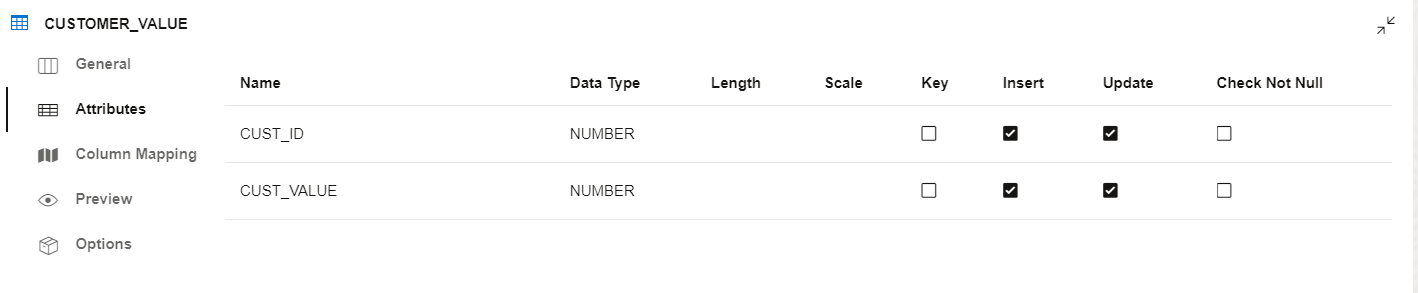 CUSTOMER_VALUE
General
Attributes
Column Mapping
Preview
Options
Name Data Type Length Scale Key Insert Update Check Not Null
CUST_ID NUMBER
CUST_VALUE NUMBER